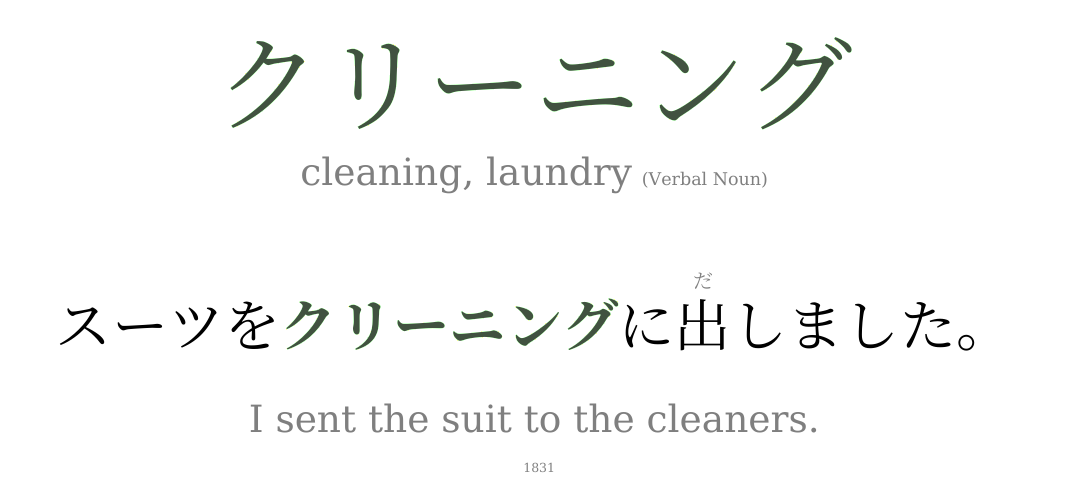 クリーニング
cleaning, laundry (Verbal Noun)
だ
スーツをクリーニングに出しました。
I sent the suit to the cleaners.
1831